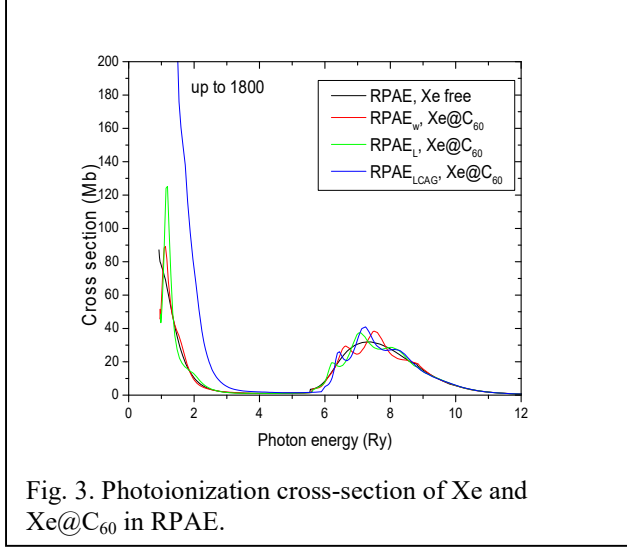 200
180
160
140
120
100
80
60
40
20
0
Cross section (Mb)
up to 1800
RPAE, Xe free
RPAE_w, Xe@C_60
RPAE_L, Xe@C_60
RPAE_LCAG, Xe@C_60
0 2 4 6 8 10 12
Photon energy (Ry)
Fig. 3. Photoionization cross-section of Xe and
Xe@C_60 in RPAE.